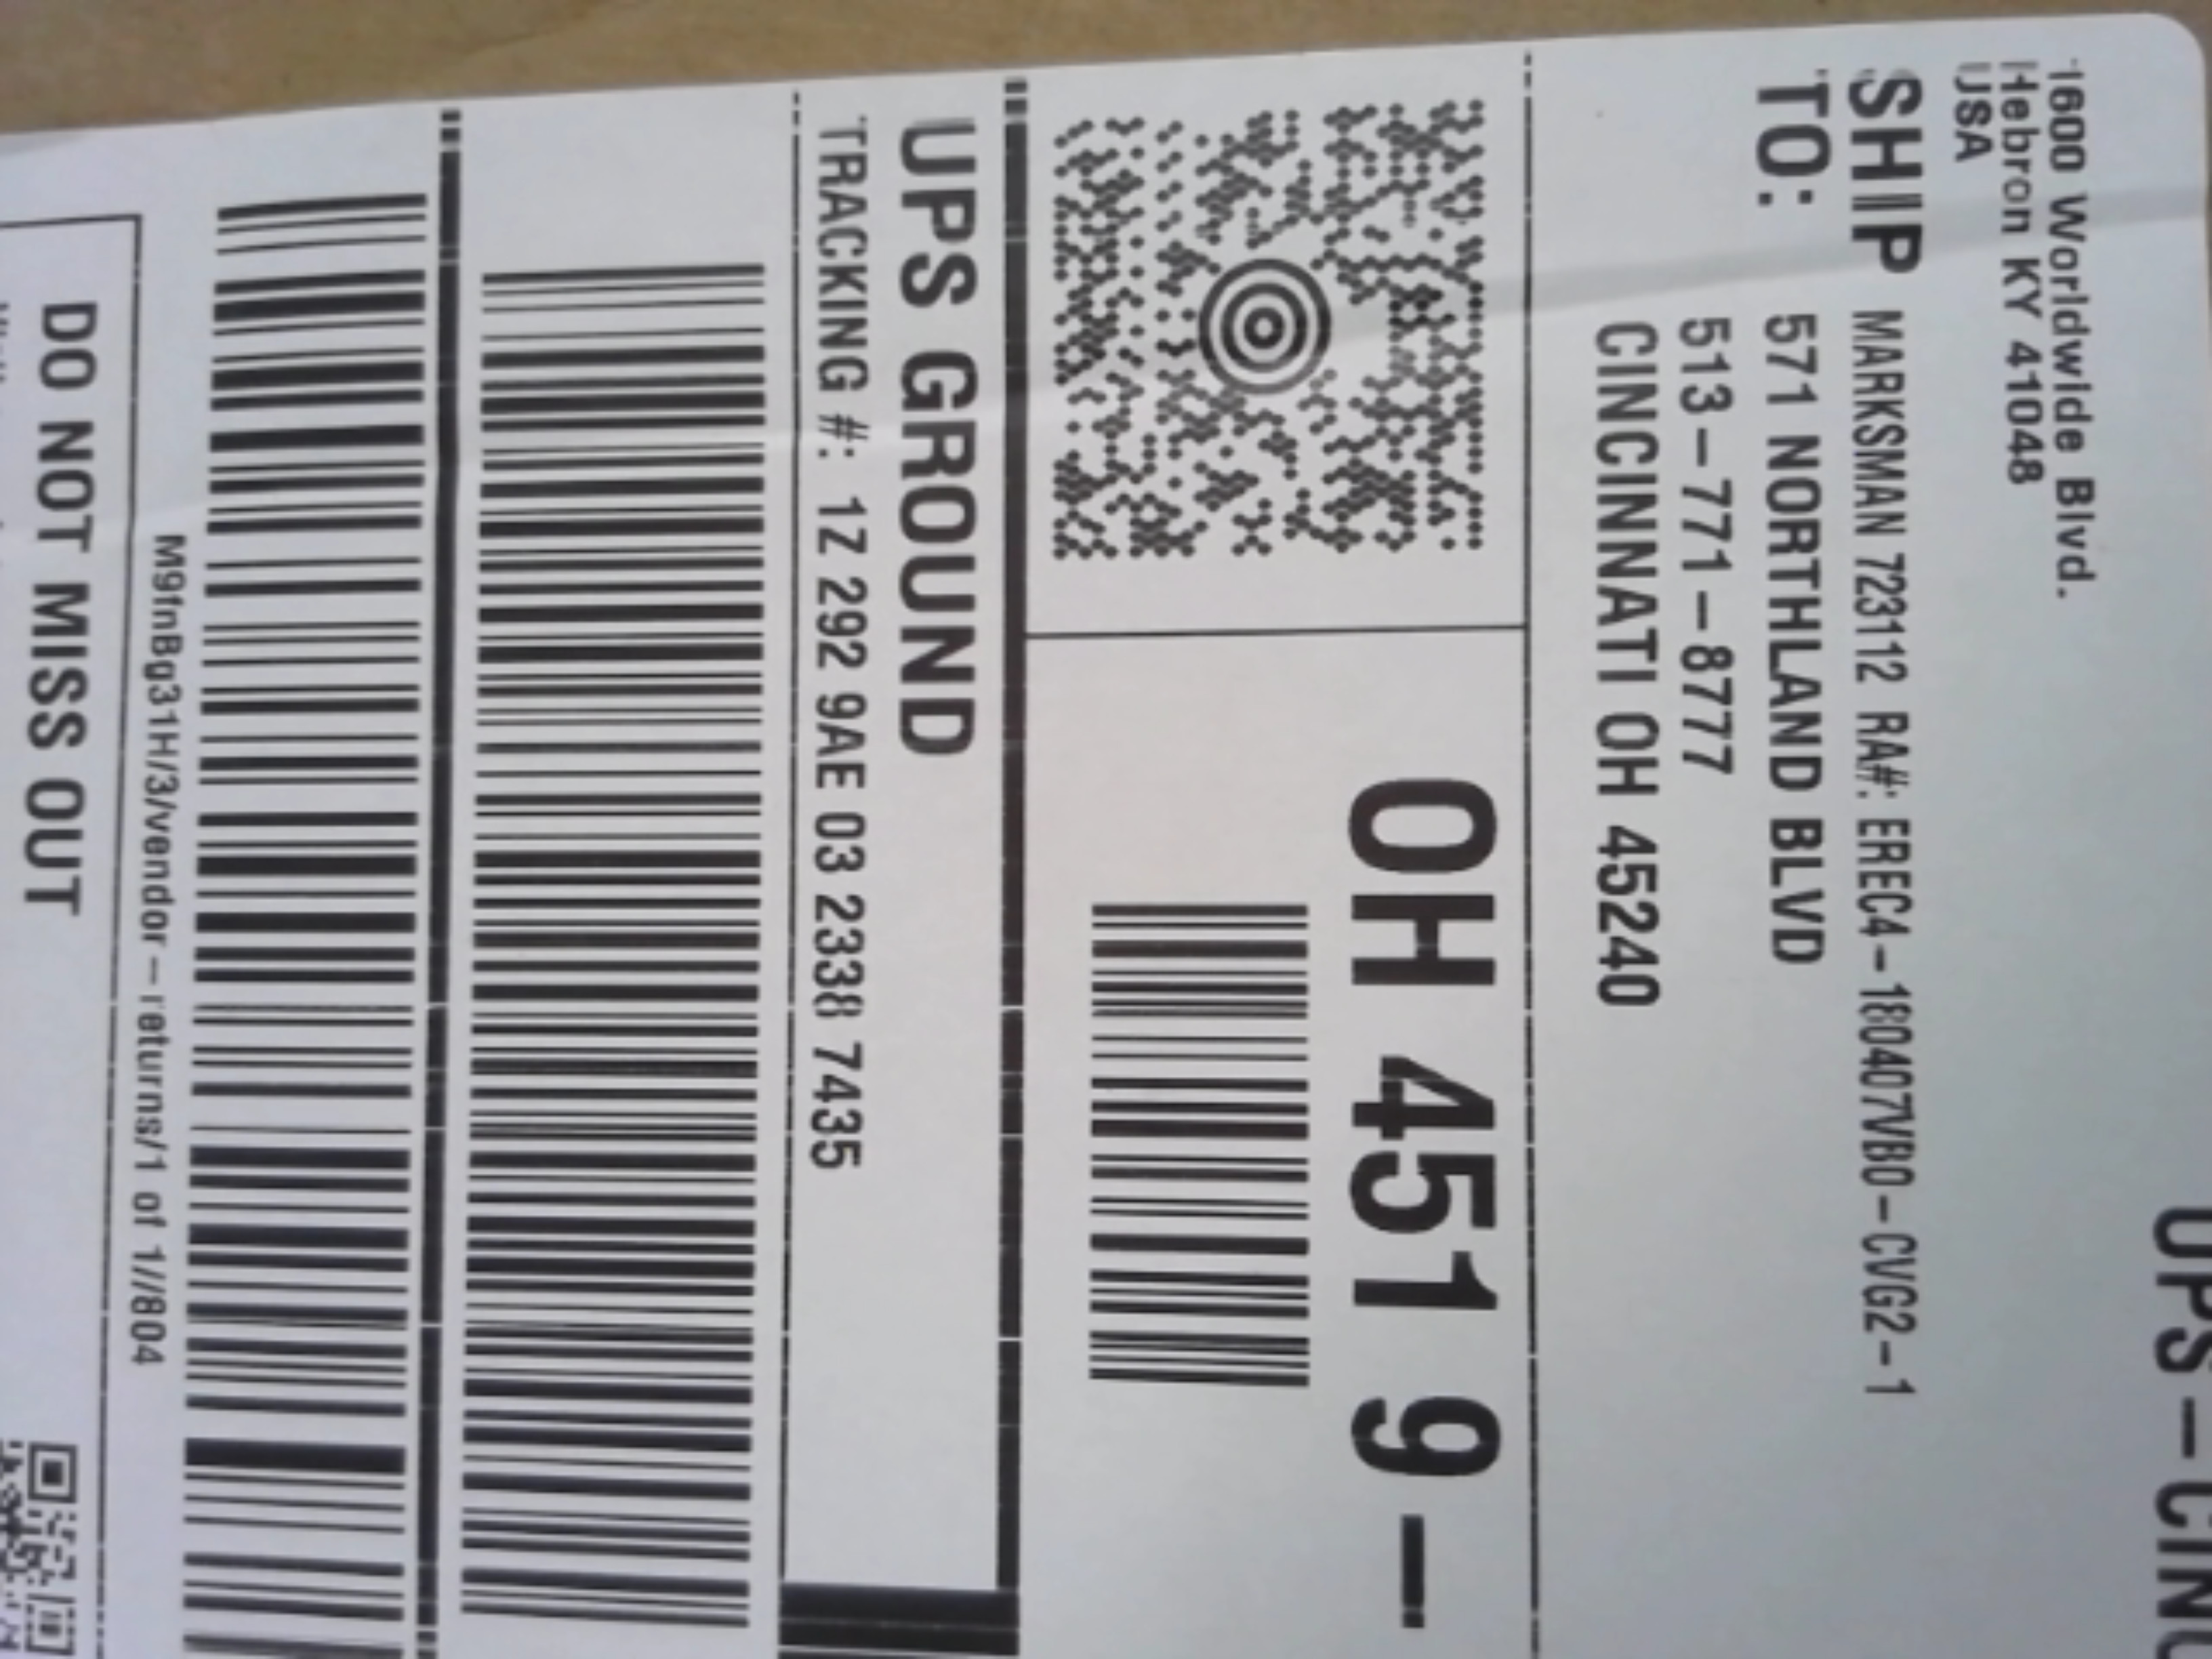 1600 Worldwide Blvd.
Hebron KY 41048
USA
SHIP
TO:
MARKSMAN 723112 RA#: EREC4-180407VB0-CVG2-1
571 NORTHLAND BLVD
513-771-8777
CINCINNATI OH 45240
UPS-CIN
OH 451 9-
UPS GROUND
TRACKING #: 1Z 292 9AE 03 2338 7435
M9fnBg31H/3/vendor-returns/1 of 1//804
DO NOT MISS OUT